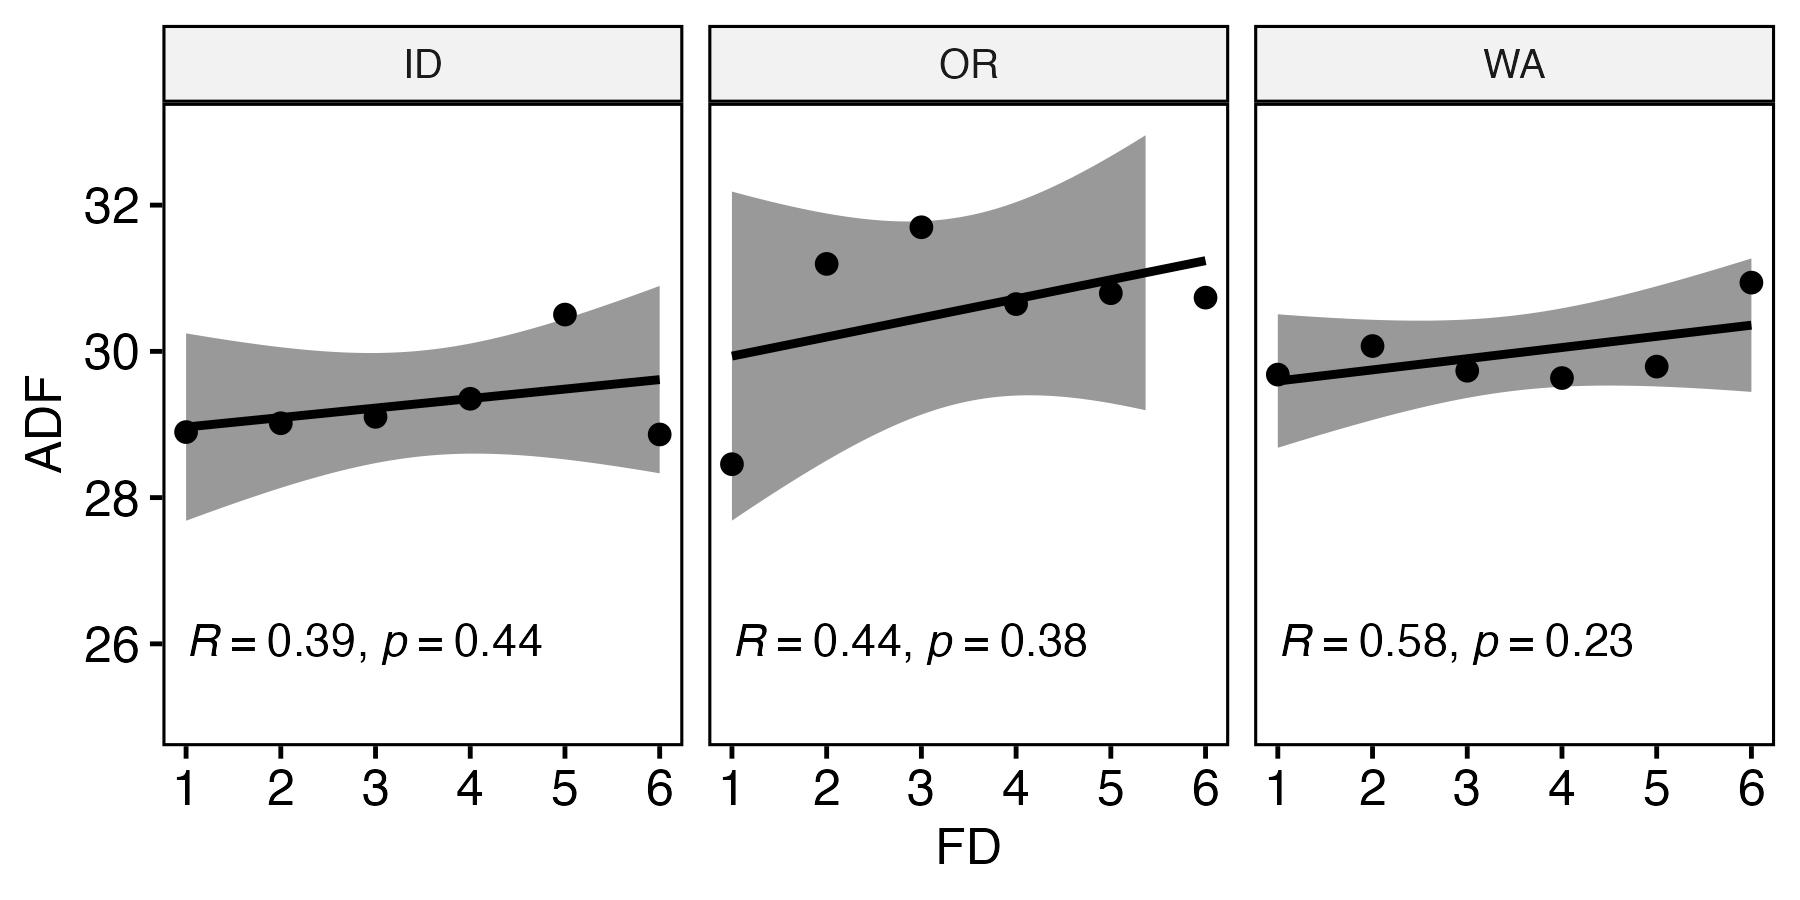 ID OR WA
32
30
28
26
ADF
R = 0.39, p = 0.44
R = 0.44, p = 0.38
R = 0.58, p = 0.23
1 2 3 4 5 6
1 2 3 4 5 6
1 2 3 4 5 6
FD